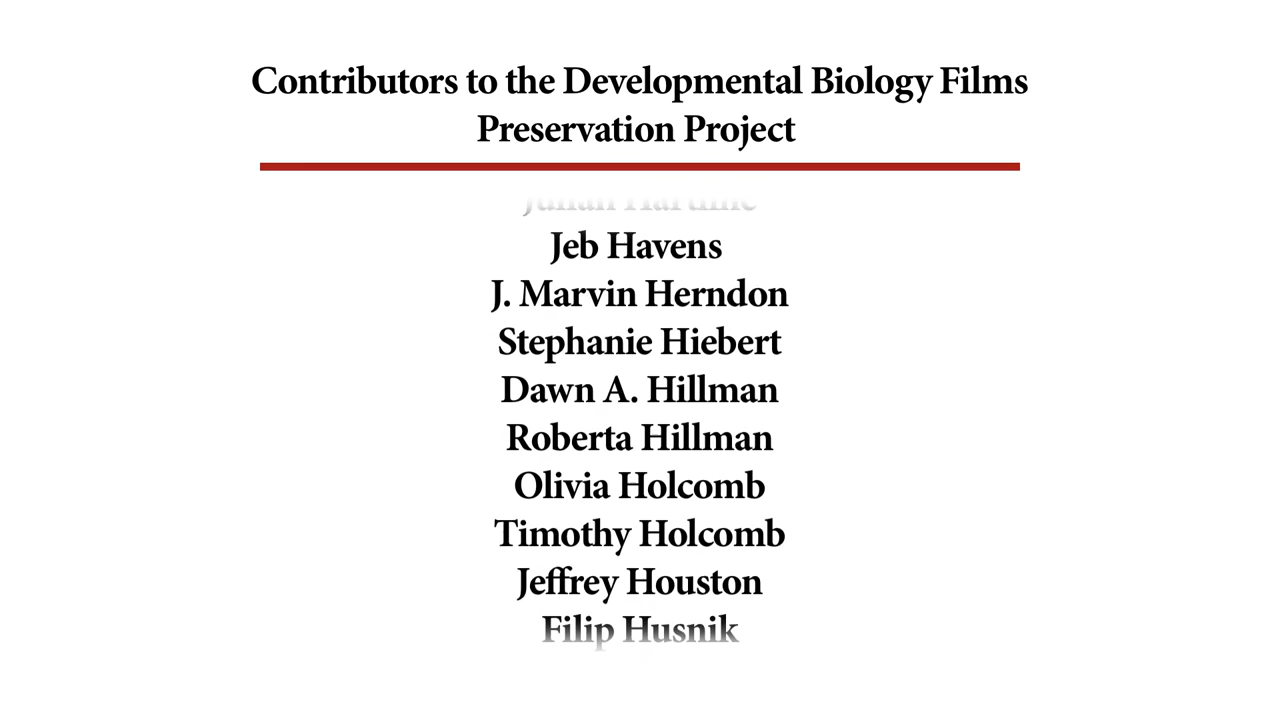 Contributors to the Developmental Biology Films
Preservation Project
Jeb Havens
J. Marvin Herndon
Stephanie Hiebert
Dawn A. Hillman
Roberta Hillman
Olivia Holcomb
Timothy Holcomb
Jeffrey Houston
Filip Husnik